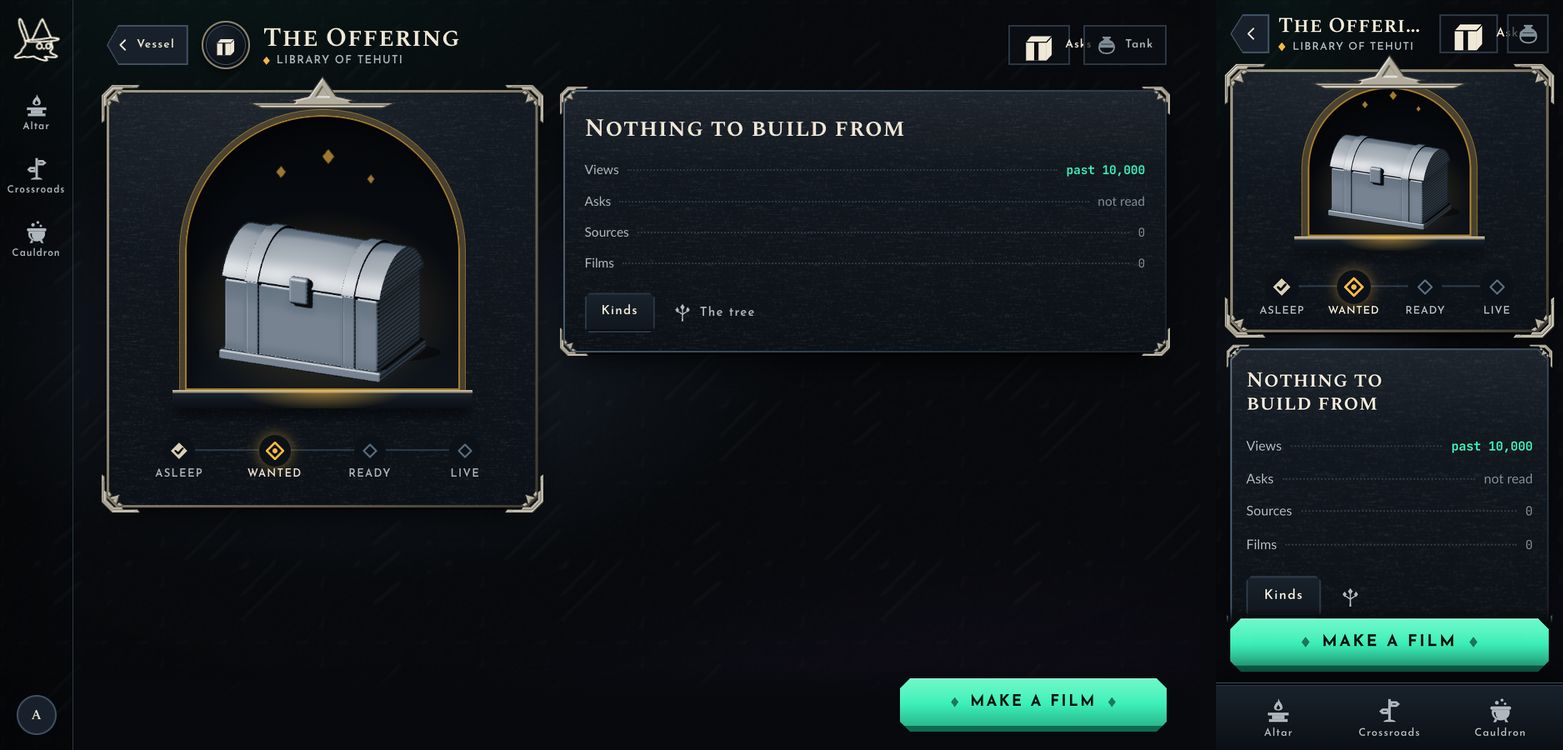 Vessel
THE OFFERING
LIBRARY OF TEHUTI
Asks
Tank
Altar
Crossroads
Cauldron
A
ASLEEP
WANTED
READY
LIVE
NOTHING TO BUILD FROM
Views past 10,000
Asks not read
Sources 0
Films 0
Kinds
The tree
MAKE A FILM
THE OFFERI...
LIBRARY OF TEHUTI
ASLEEP
WANTED
READY
LIVE
NOTHING TO
BUILD FROM
Views past 10,000
Asks not read
Sources 0
Films 0
Kinds
MAKE A FILM
Altar
Crossroads
Cauldron